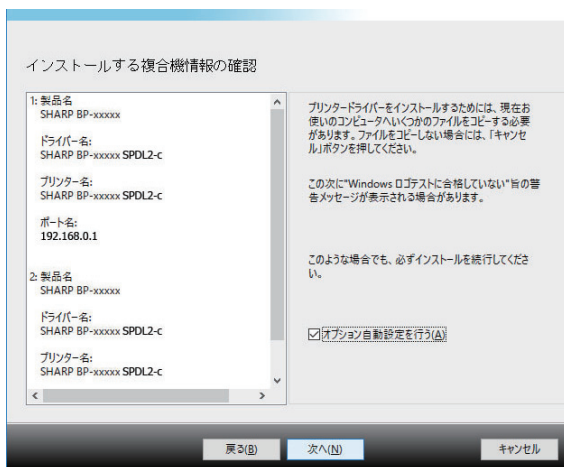 インストールする複合機情報の確認
1: 製品名
SHARP BP-xxxxx
ドライバー名:
SHARP BP-xxxxx SPDL2-c
プリンター名:
SHARP BP-xxxxx SPDL2-c
ポート名:
192.168.0.1
2: 製品名
SHARP BP-xxxxx
ドライバー名:
SHARP BP-xxxxx SPDL2-c
プリンター名:
SHARP BP-xxxxx SPDL2-c
プリンタードライバーをインストールするためには、現在お
使いのコンピュータへいくつかのファイルをコピーする必要
があります。ファイルをコピーしない場合には、「キャンセ
ル」ボタンを押してください。
この次に"Windows ロゴテストに合格していない"旨の警
告メッセージが表示される場合があります。
このような場合でも、必ずインストールを続行してくださ
い。
オプション自動設定を行う(A)
戻る(B)
次へ(N)
キャンセル